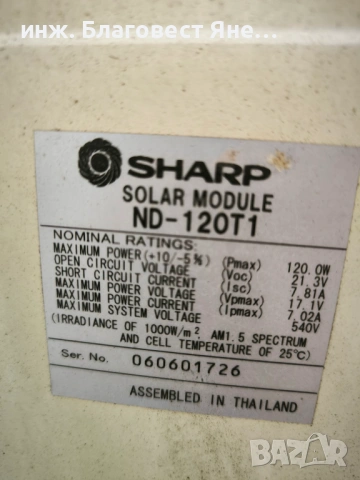 инж. Благовест Яне...
SHARP
SOLAR MODULE
ND-120T1
NOMINAL RATINGS:
MAXIMUM POWER (+10/-5%) (Pmax) 120.0W
OPEN CIRCUIT VOLTAGE (Voc) 21.3V
SHORT CIRCUIT CURRENT (Isc) 7.81A
MAXIMUM POWER VOLTAGE (Vpmax) 17.1V
MAXIMUM POWER CURRENT (Ipmax) 7.02A
MAXIMUM SYSTEM VOLTAGE 540V
(IRRADIANCE OF 1000W/m², AM1.5 SPECTRUM
AND CELL TEMPERATURE OF 25℃)
Ser. No. 060601726
ASSEMBLED IN THAILAND
BAZAR